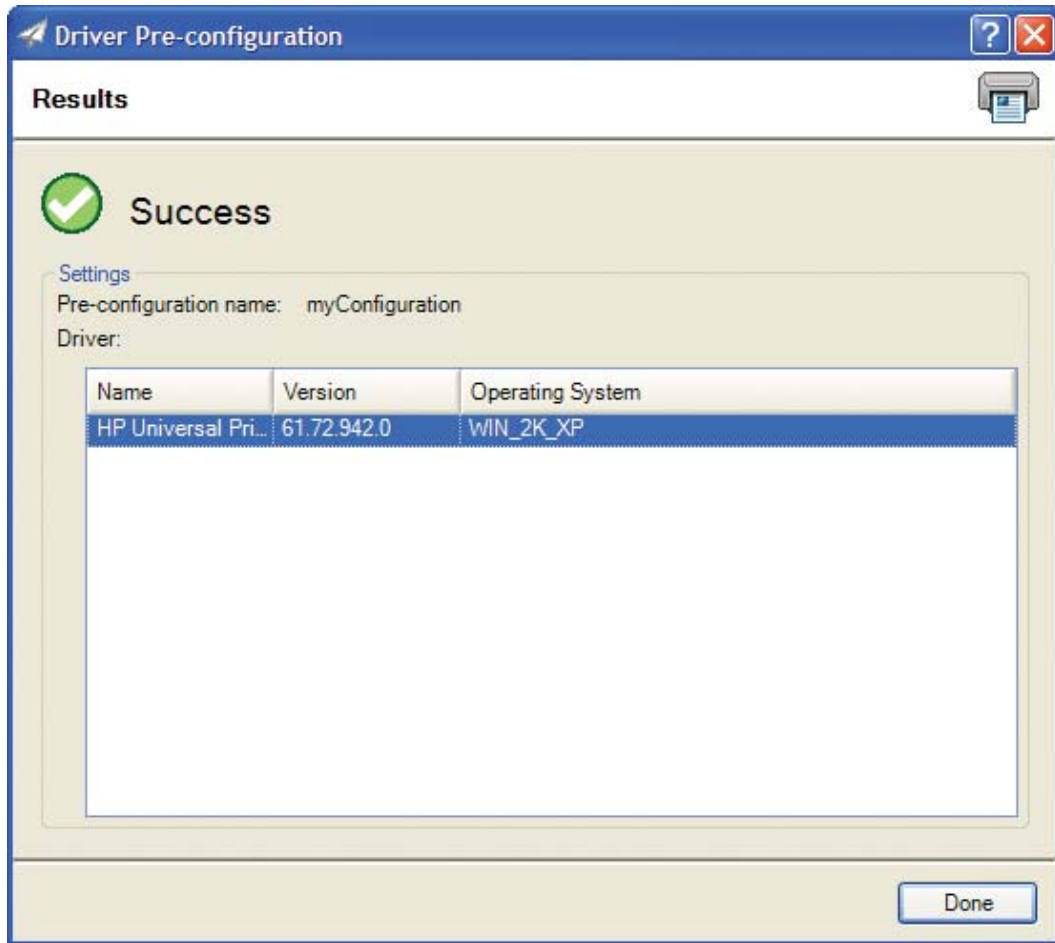 Driver Pre-configuration
Results
Success
Settings
Pre-configuration name: myConfiguration
Driver:
Name Version Operating System
HP Universal Pri... 61.72.942.0 WIN_2K_XP
Done